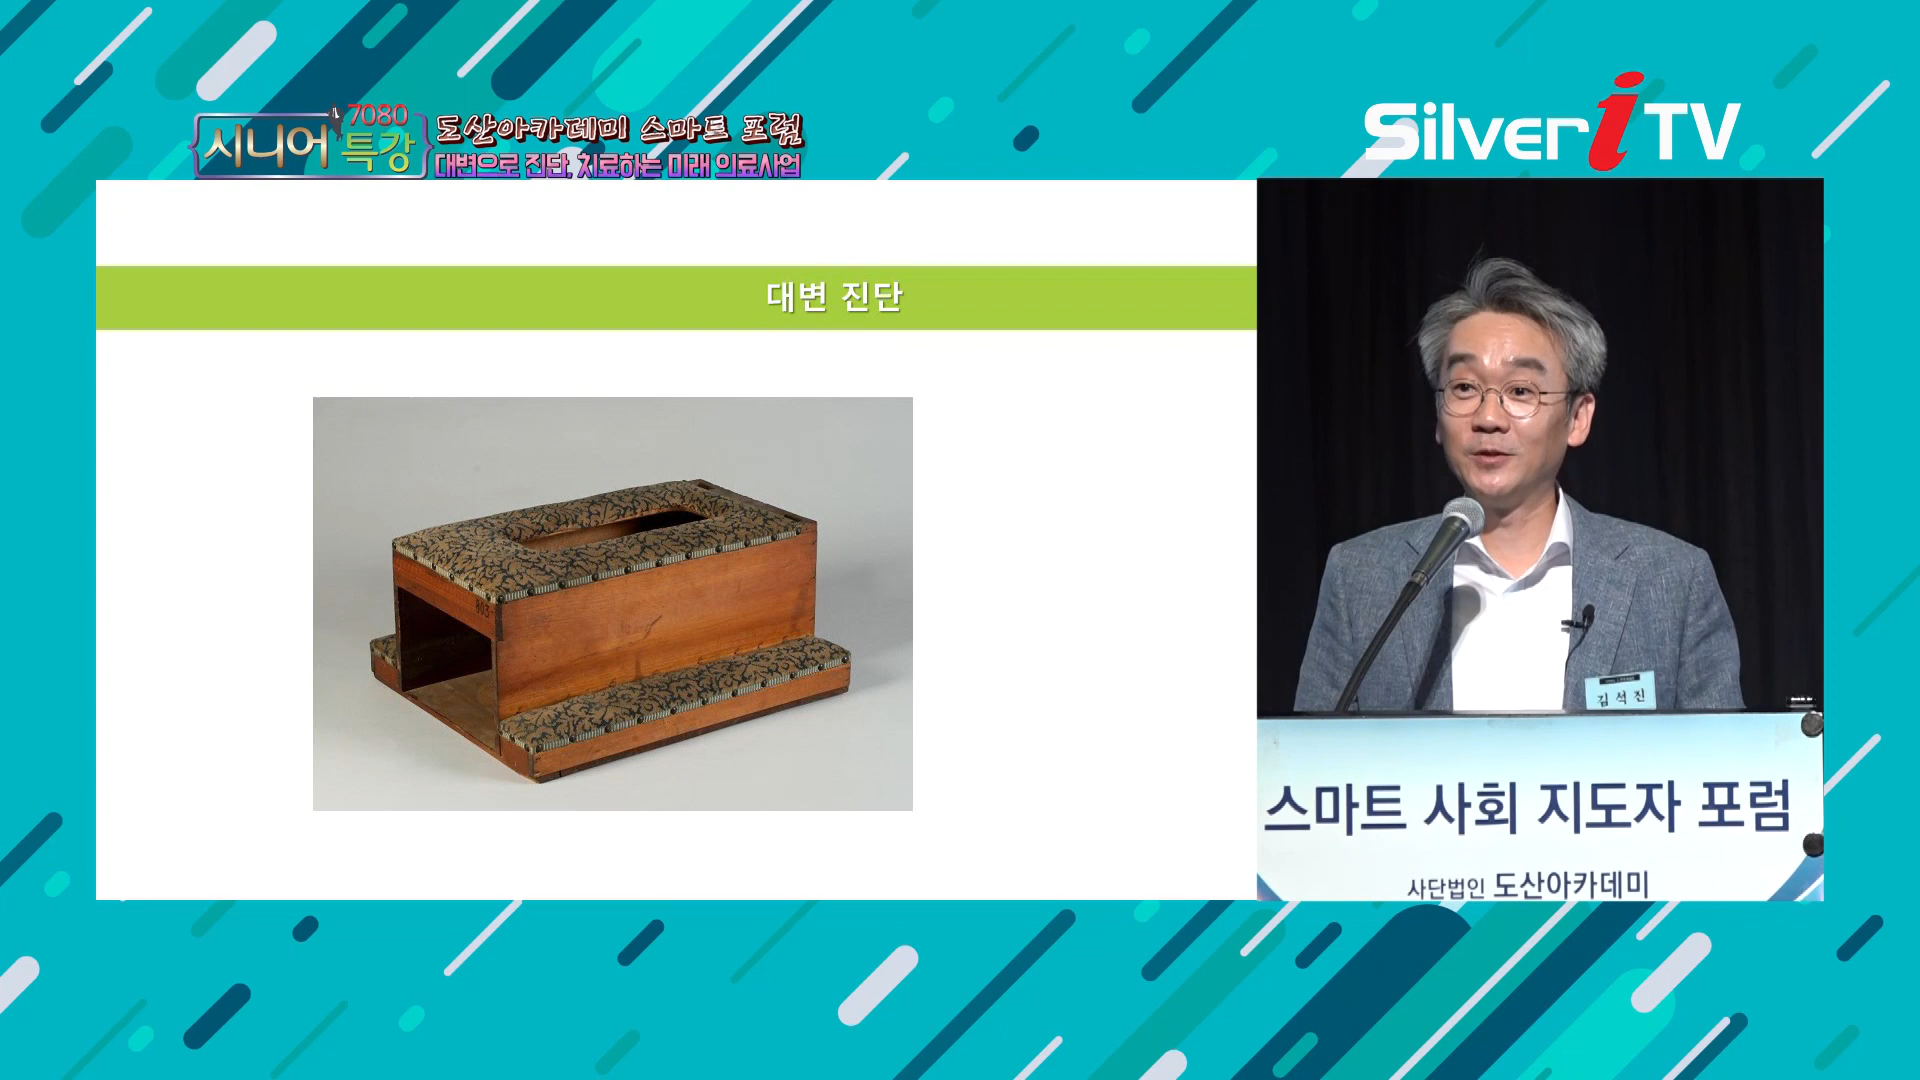 시니어 7080 특강
도산아카데미 스마트 포럼
대변으로 진단, 치료하는 미래 의료사업
Silver i TV
대변 진단
803
김석진
스마트 사회 지도자 포럼
사단법인 도산아카데미